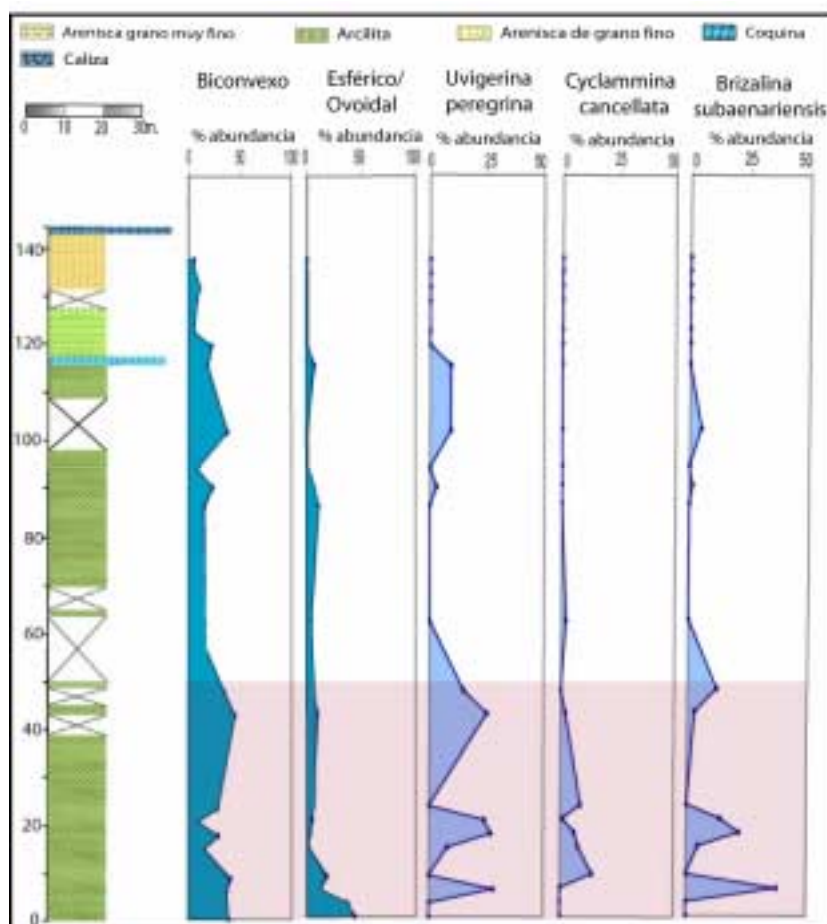 Arenisca grano muy fino Arcilita Arenisca de grano fino Coquina
Caliza
0 10 20 30m.
Biconvexo Esférico/ Ovoidal Uvigerina peregrina Cyclammina cancellata Brizalina subaenariensis
% abundancia % abundancia % abundancia % abundancia % abundancia
0 50 100 0 50 100 0 25 50 0 25 50 0 25 50
140
120
100
80
60
40
20
0